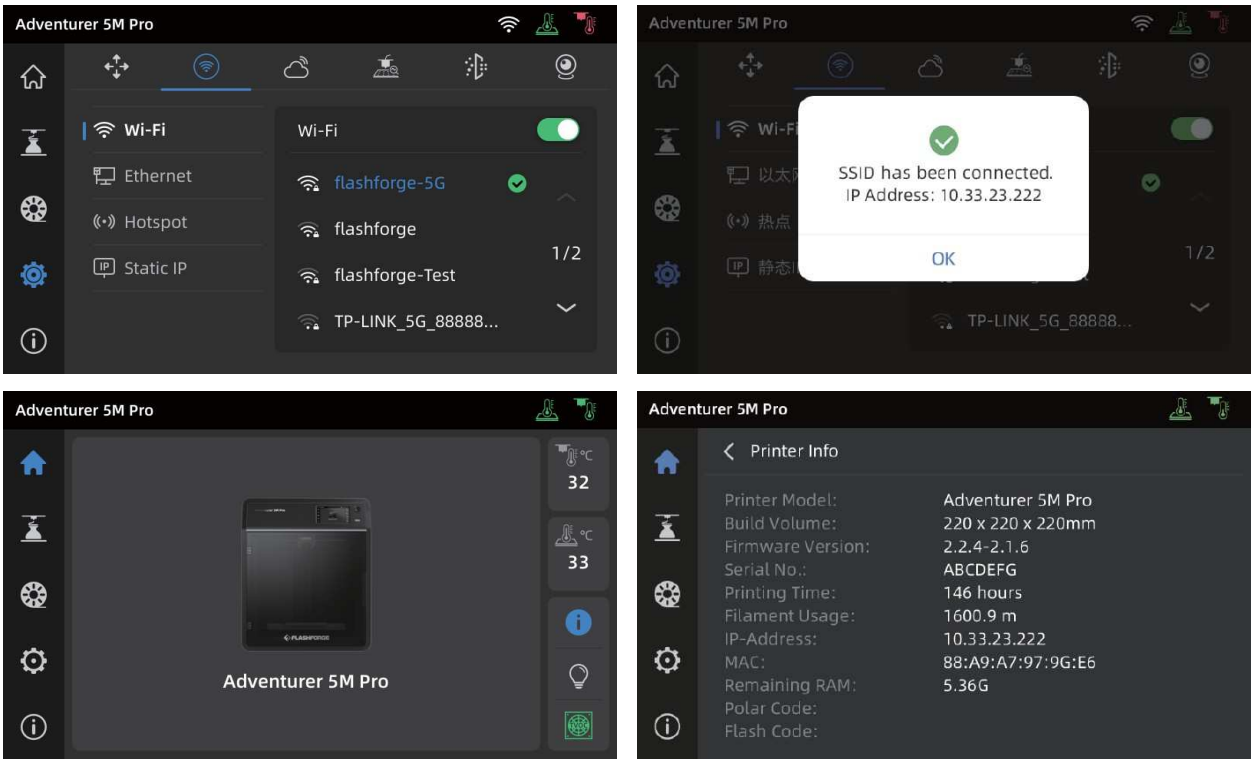 Adventurer 5M Pro
Wi-Fi
Ethernet
Hotspot
IP Static IP
Wi-Fi
flashforge-5G
flashforge
flashforge-Test
TP-LINK_5G_88888...
1/2
Adventurer 5M Pro
Wi-Fi
以太
热点
IP 静态I
SSID has been connected.
IP Address: 10.33.23.222
OK
1/2
TP-LINK_5G_88888...
Adventurer 5M Pro
FLASHFORGE
Adventurer 5M Pro
°C
32
°C
33
Adventurer 5M Pro
Printer Info
Printer Model: Adventurer 5M Pro
Build Volume: 220 x 220 x 220mm
Firmware Version: 2.2.4-2.1.6
Serial No.: ABCDEFG
Printing Time: 146 hours
Filament Usage: 1600.9 m
IP-Address: 10.33.23.222
MAC: 88:A9:A7:97:9G:E6
Remaining RAM: 5.36G
Polar Code:
Flash Code: